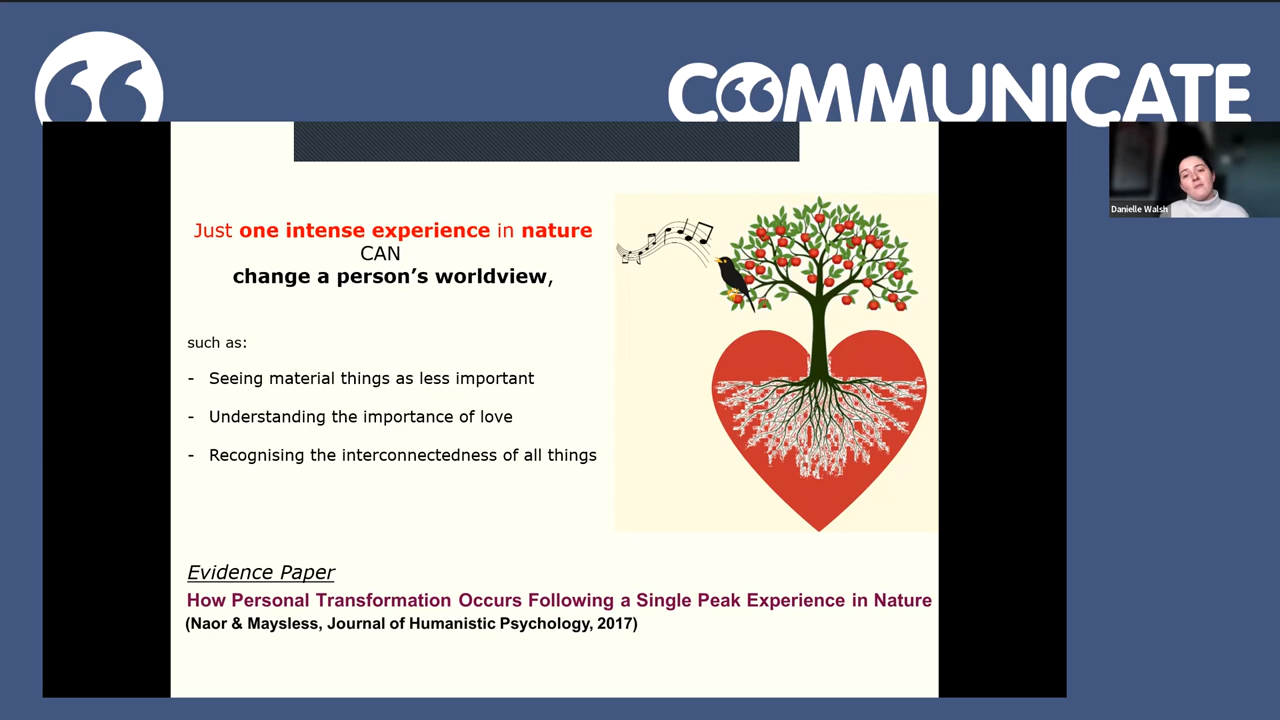 COMMUNICATE
Danielle Walsh
Just one intense experience in nature
CAN
change a person's worldview,
such as:
- Seeing material things as less important
- Understanding the importance of love
- Recognising the interconnectedness of all things
Evidence Paper
How Personal Transformation Occurs Following a Single Peak Experience in Nature
(Naor & Maysless, Journal of Humanistic Psychology, 2017)